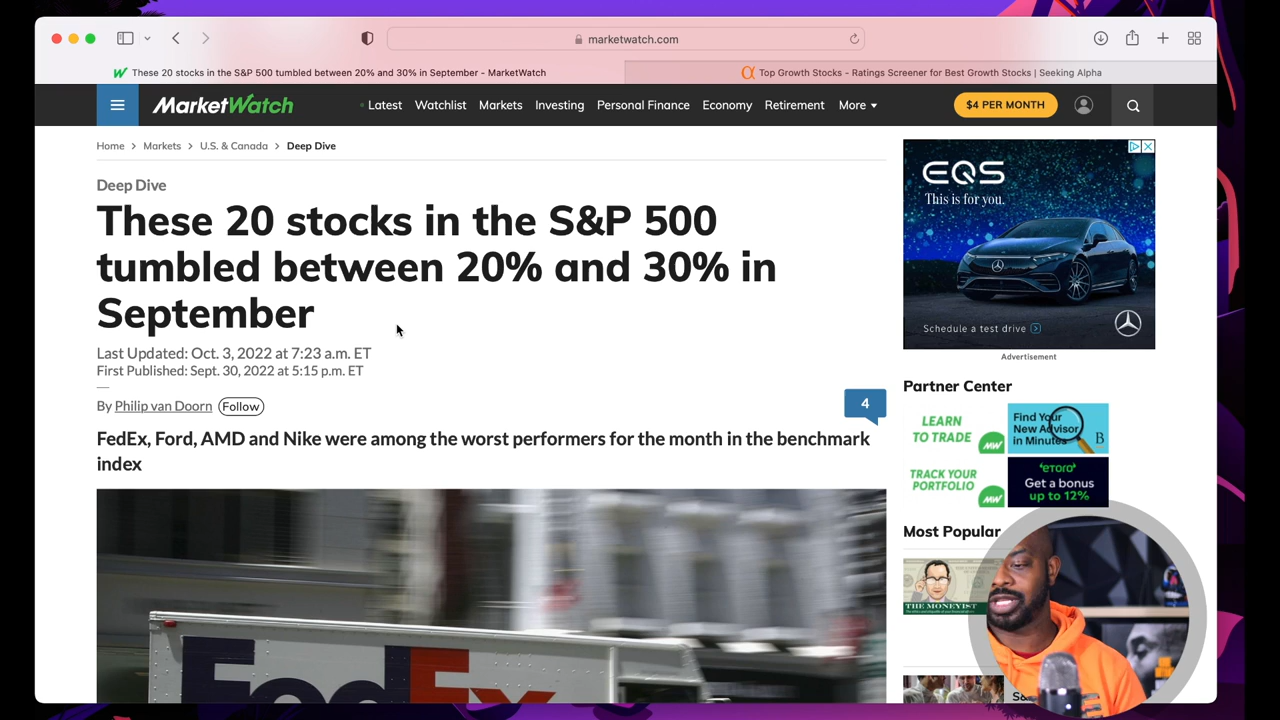 marketwatch.com
These 20 stocks in the S&P 500 tumbled between 20% and 30% in September - MarketWatch
Top Growth Stocks - Ratings Screener for Best Growth Stocks | Seeking Alpha
MarketWatch
Latest Watchlist Markets Investing Personal Finance Economy Retirement More
$4 PER MONTH
Home > Markets > U.S. & Canada > Deep Dive
Deep Dive
These 20 stocks in the S&P 500
tumbled between 20% and 30% in
September
Last Updated: Oct. 3, 2022 at 7:23 a.m. ET
First Published: Sept. 30, 2022 at 5:15 p.m. ET
By Philip van Doorn Follow
4
FedEx, Ford, AMD and Nike were among the worst performers for the month in the benchmark
index
FedEx
EQS
This is for you.
Schedule a test drive
Advertisement
Partner Center
LEARN
TO TRADE
Find Your
New Advisor
in Minutes
B
TRACK YOUR
PORTFOLIO
eToro
Get a bonus
up to 12%
Most Popular
THE MONEYIST